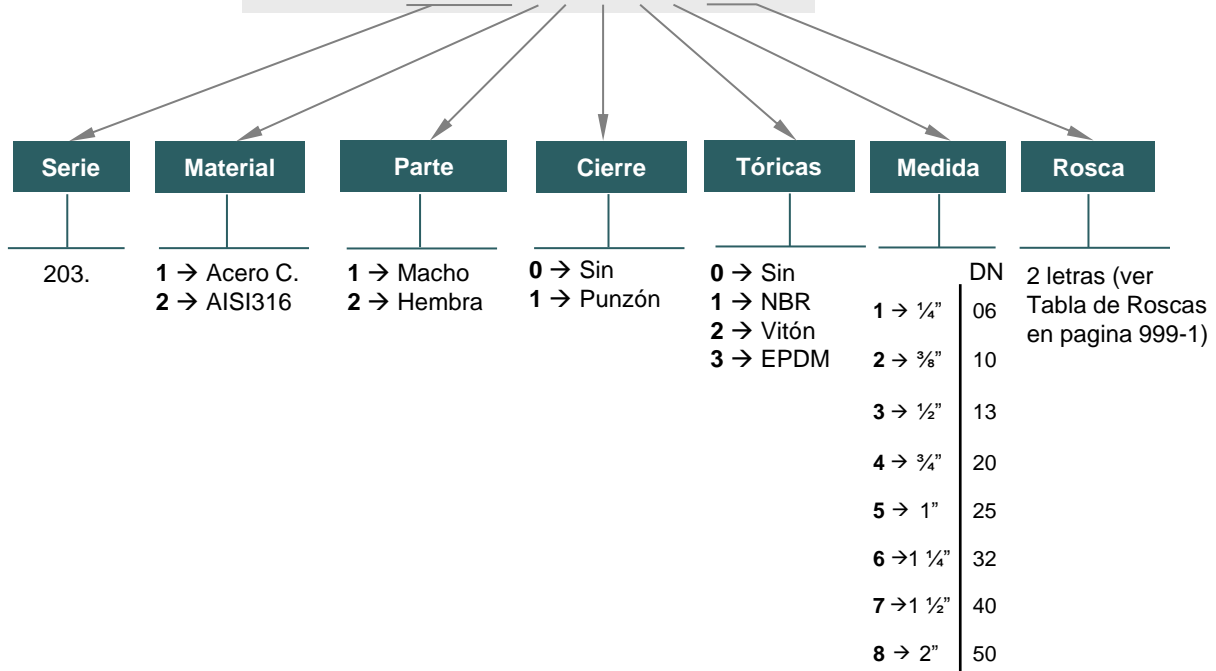 Serie
Material
Parte
Cierre
Tóricas
Medida
Rosca
203.
1 → Acero C.
2 → AISI316
1 → Macho
2 → Hembra
0 → Sin
1 → Punzón
0 → Sin
1 → NBR
2 → Vitón
3 → EPDM
DN
1 → ¼” 06
2 → ⅜” 10
3 → ½” 13
4 → ¾” 20
5 → 1” 25
6 →1 ¼” 32
7 →1 ½” 40
8 → 2” 50
2 letras (ver
Tabla de Roscas
en pagina 999-1)